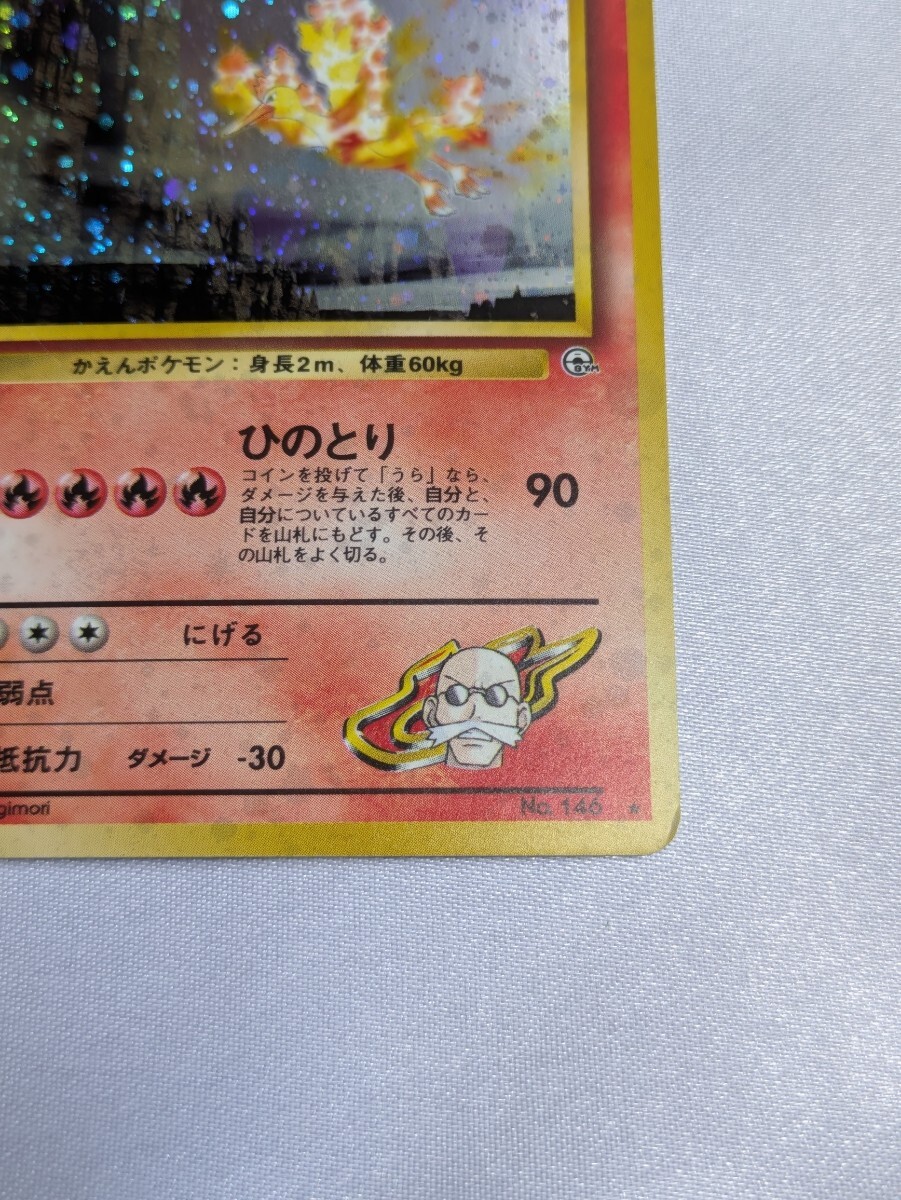 かえんポケモン：身長2m、体重60kg
GYM
ひのとり
コインを投げて「うら」なら、
ダメージを与えた後、自分と、
自分についているすべてのカー
ドを山札にもどす。その後、そ
の山札をよく切る。
90
にげる
弱点
抵抗力 ダメージ -30
gimori
No. 146 ★